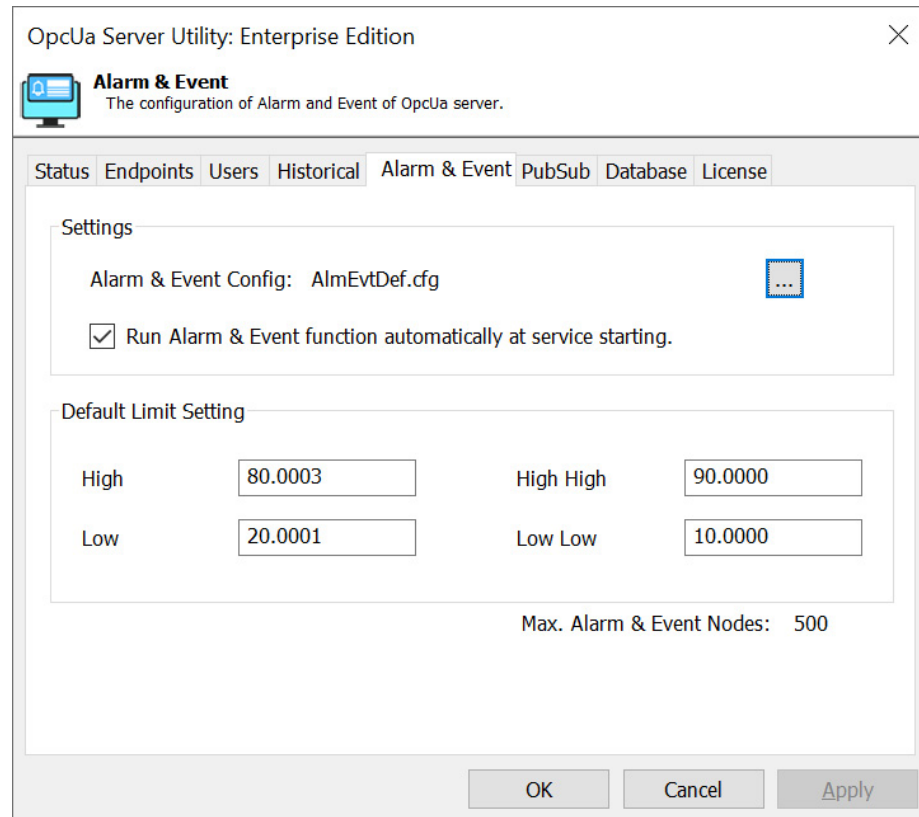 OpcUa Server Utility: Enterprise Edition
Alarm & Event
The configuration of Alarm and Event of OpcUa server.
Status Endpoints Users Historical Alarm & Event PubSub Database License
Settings
Alarm & Event Config: AlmEvtDef.cfg ...
Run Alarm & Event function automatically at service starting.
Default Limit Setting
High 80.0003 High High 90.0000
Low 20.0001 Low Low 10.0000
Max. Alarm & Event Nodes: 500
OK Cancel Apply